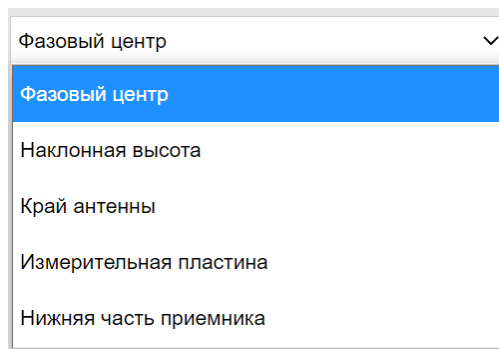 Фазовый центр
Фазовый центр
Наклонная высота
Край антенны
Измерительная пластина
Нижняя часть приемника